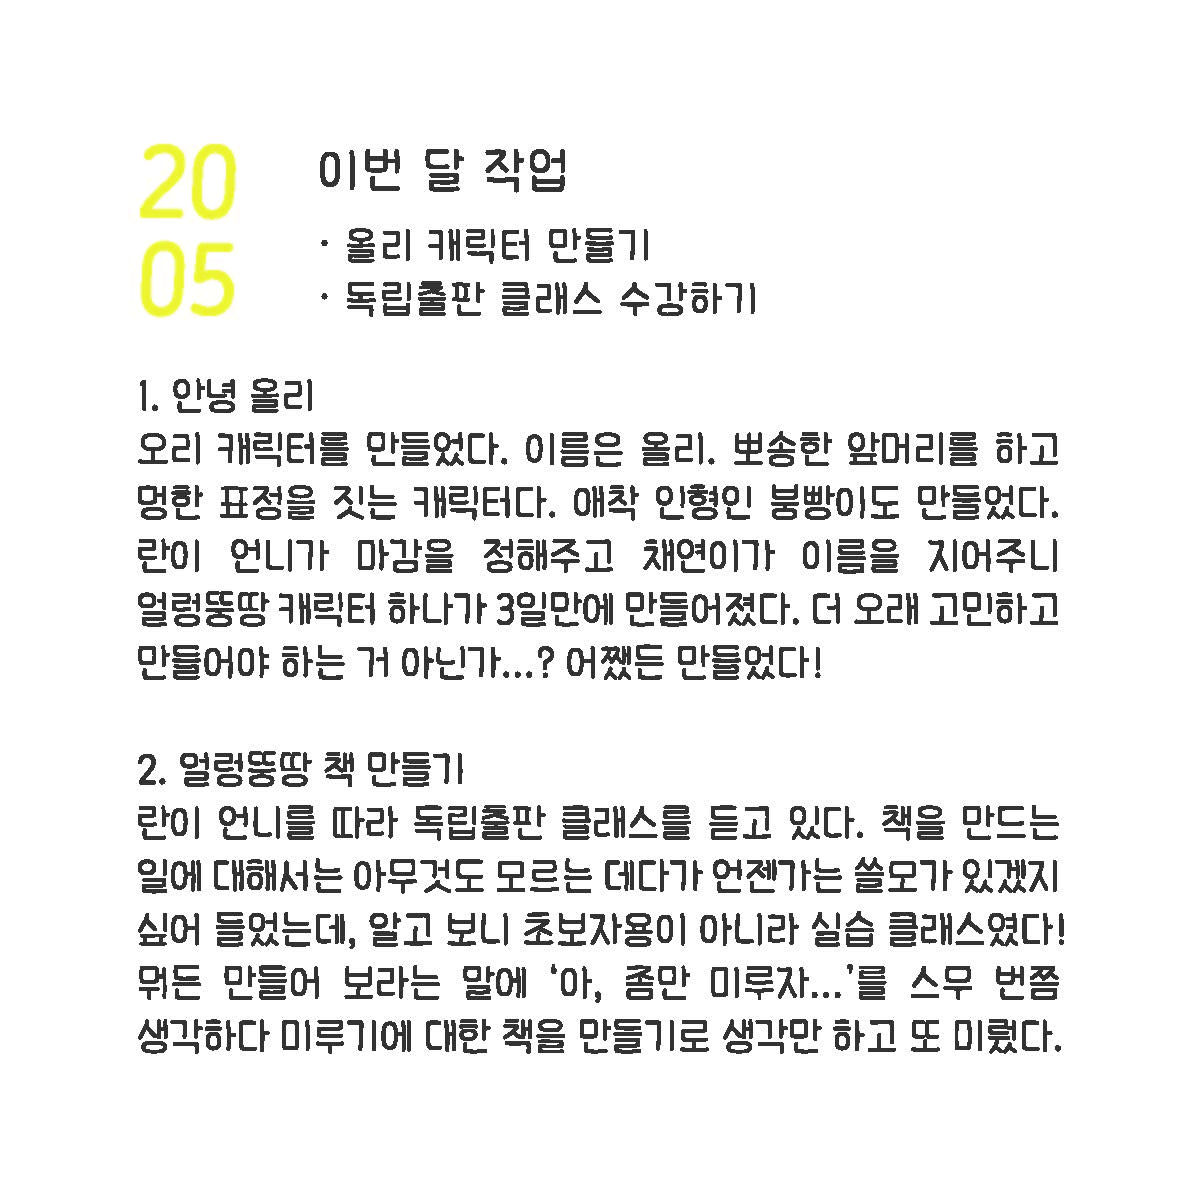 20
05
이번 달 작업
· 올리 캐릭터 만들기
· 독립출판 클래스 수강하기
1. 안녕 올리
오리 캐릭터를 만들었다. 이름은 올리. 뽀송한 앞머리를 하고
멍한 표정을 짓는 캐릭터다. 애착 인형인 붕빵이도 만들었다.
란이 언니가 마감을 정해주고 채연이가 이름을 지어주니
얼렁뚱땅 캐릭터 하나가 3일만에 만들어졌다. 더 오래 고민하고
만들어야 하는 거 아닌가...? 어쨌든 만들었다!
2. 얼렁뚱땅 책 만들기
란이 언니를 따라 독립출판 클래스를 듣고 있다. 책을 만드는
일에 대해서는 아무것도 모르는 데다가 언젠가는 쓸모가 있겠지
싶어 들었는데, 알고 보니 초보자용이 아니라 실습 클래스였다!
뭐든 만들어 보라는 말에 ‘아, 좀만 미루자...’를 스무 번쯤
생각하다 미루기에 대한 책을 만들기로 생각만 하고 또 미뤘다.